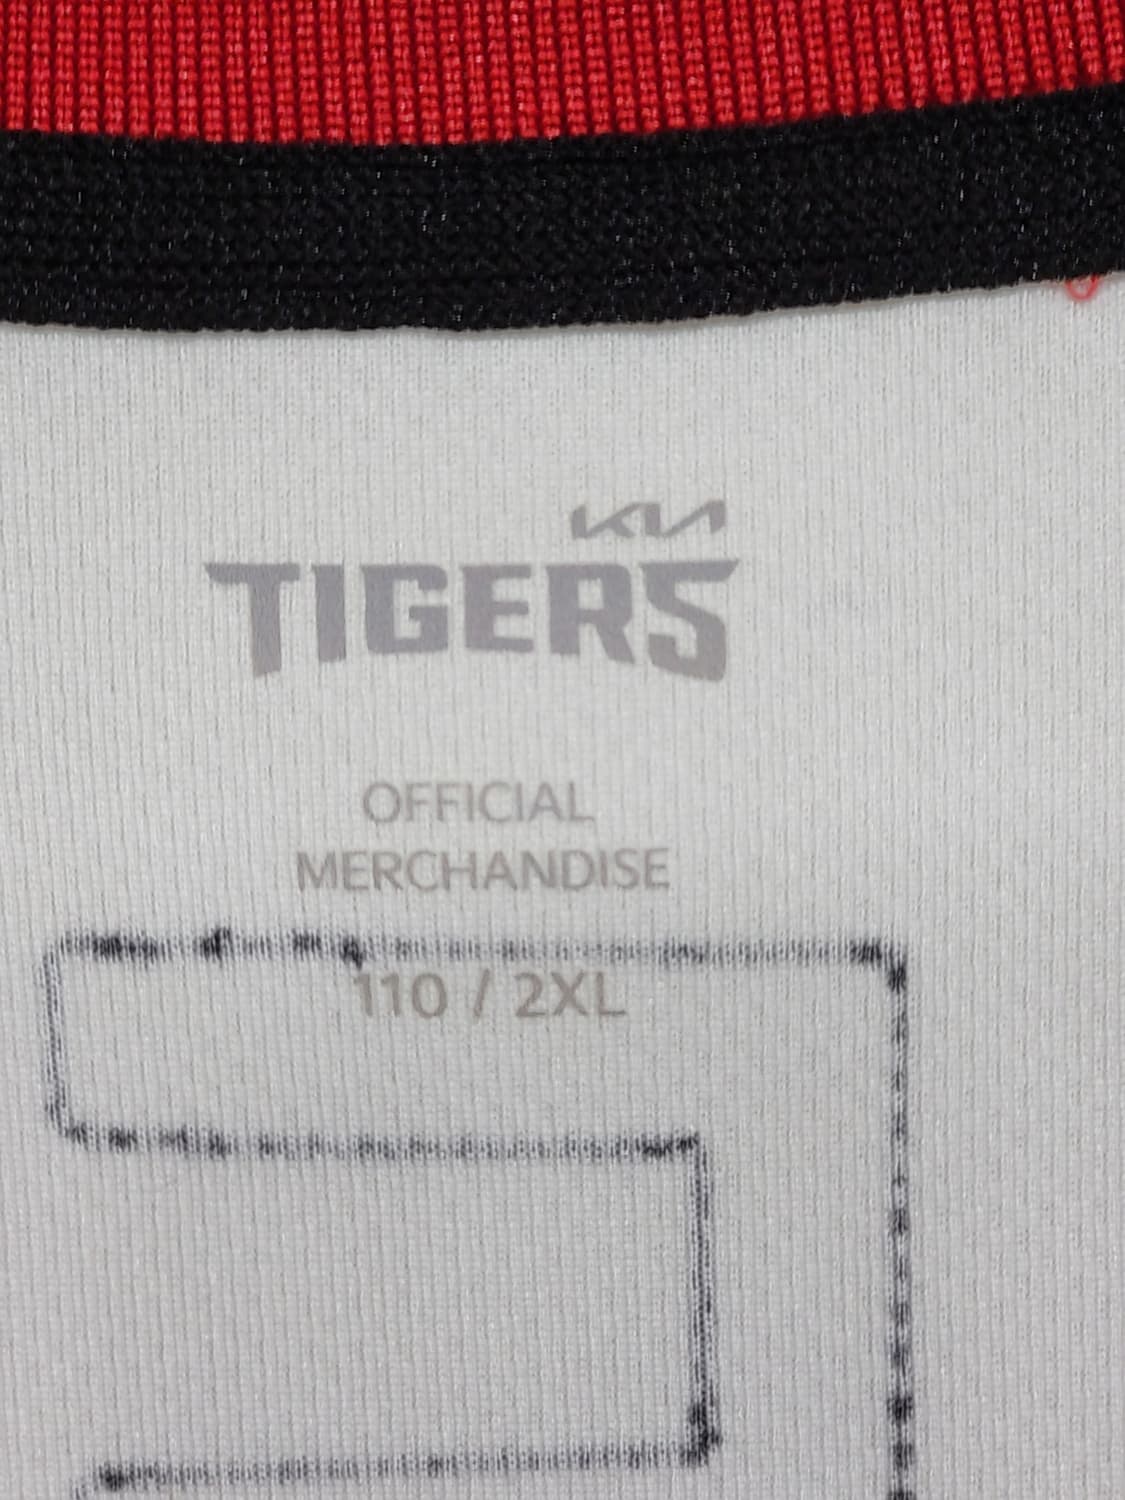 KIA
TIGERS
OFFICIAL
MERCHANDISE
110 / 2XL